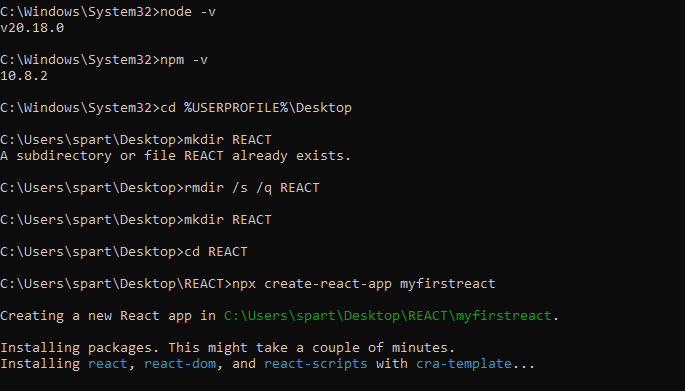 C:\Windows\System32>node -v
v20.18.0
C:\Windows\System32>npm -v
10.8.2
C:\Windows\System32>cd %USERPROFILE%\Desktop
C:\Users\spart\Desktop>mkdir REACT
A subdirectory or file REACT already exists.
C:\Users\spart\Desktop>rmdir /s /q REACT
C:\Users\spart\Desktop>mkdir REACT
C:\Users\spart\Desktop>cd REACT
C:\Users\spart\Desktop\REACT>npx create-react-app myfirstreact
Creating a new React app in C:\Users\spart\Desktop\REACT\myfirstreact.
Installing packages. This might take a couple of minutes.
Installing react, react-dom, and react-scripts with cra-template...